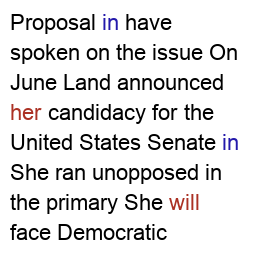 Proposal in have
spoken on the issue On
June Land announced
her candidacy for the
United States Senate in
She ran unopposed in
the primary She will
face Democratic